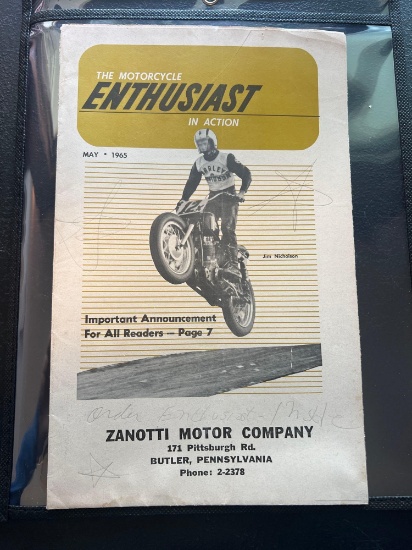 THE MOTORCYCLE
ENTHUSIAST
IN ACTION
MAY • 1965
Jim Nicholson
Important Announcement
For All Readers — Page 7
Order
ZANOTTI MOTOR COMPANY
171 Pittsburgh Rd.
BUTLER, PENNSYLVANIA
Phone: 2-2378